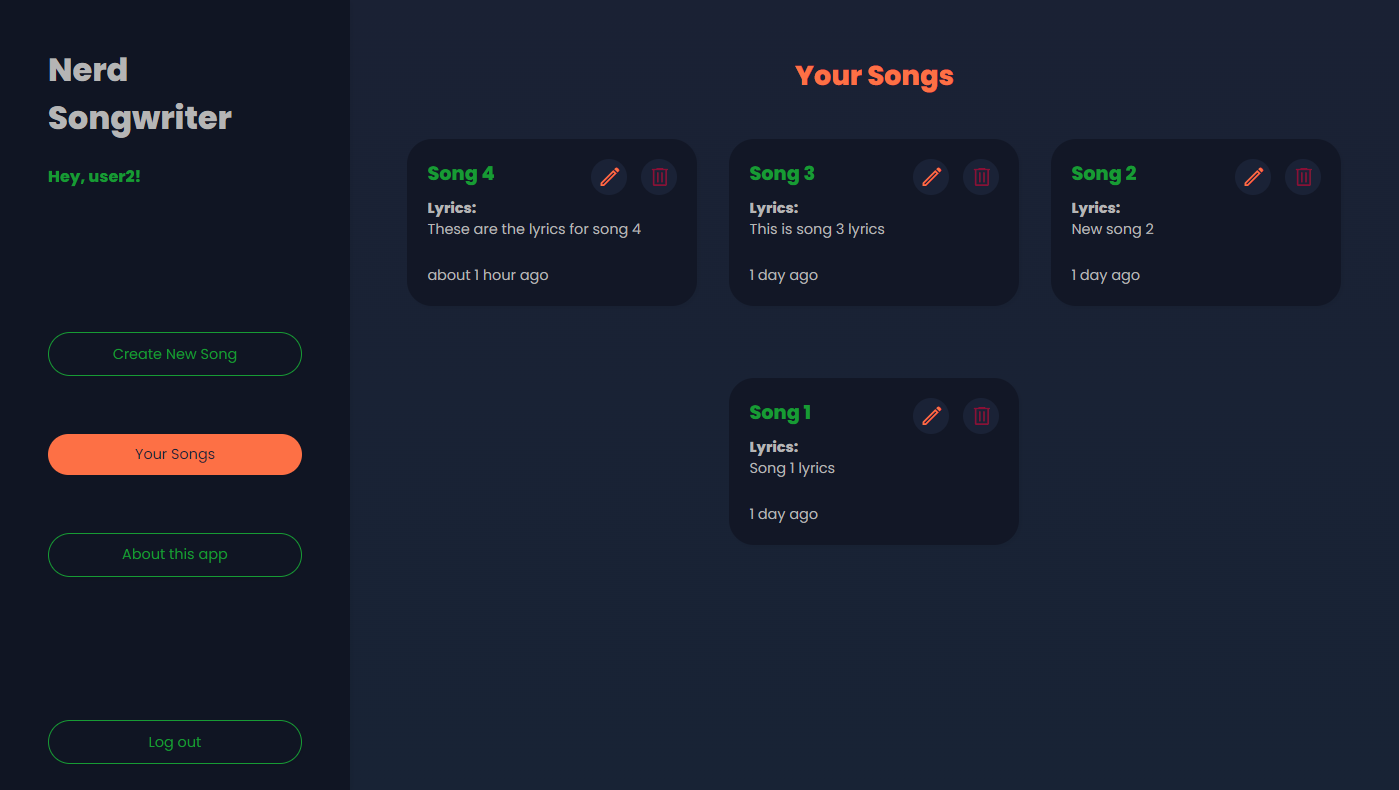 Nerd
Songwriter
Hey, user2!
Create New Song
Your Songs
About this app
Log out
Your Songs
Song 4
Lyrics:
These are the lyrics for song 4
about 1 hour ago
Song 3
Lyrics:
This is song 3 lyrics
1 day ago
Song 2
Lyrics:
New song 2
1 day ago
Song 1
Lyrics:
Song 1 lyrics
1 day ago